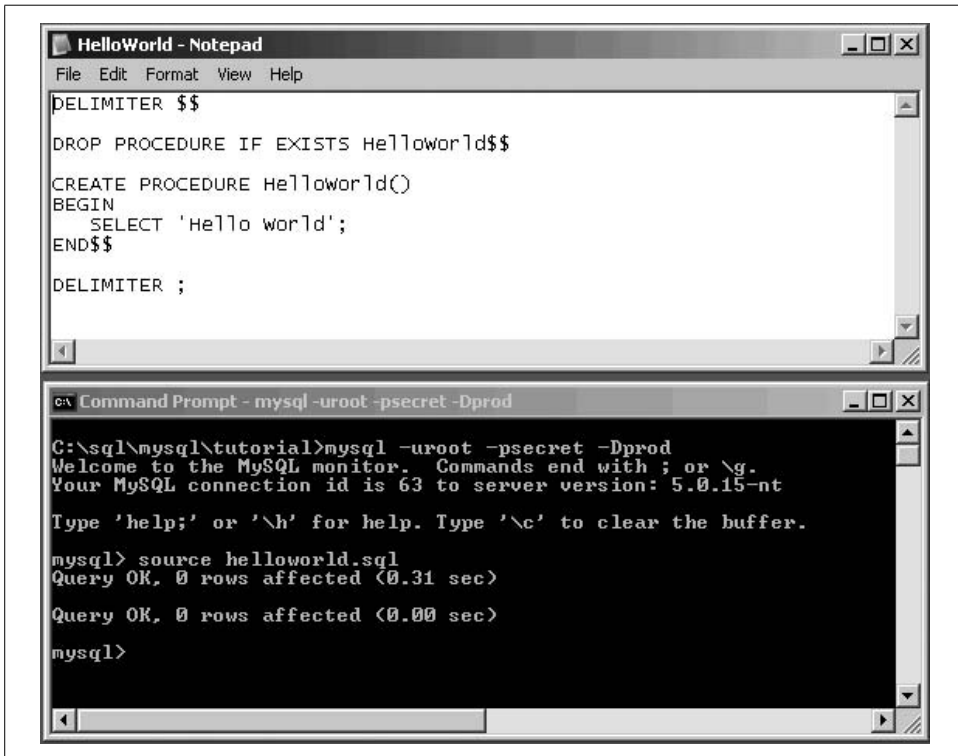 HelloWorld - Notepad
File Edit Format View Help
DELIMITER $$
DROP PROCEDURE IF EXISTS HelloWorld$$
CREATE PROCEDURE HelloWorld()
BEGIN
SELECT 'Hello World';
END$$
DELIMITER ;
C:\ Command Prompt - mysql -uroot -psecret -Dprod
C:\sql\mysql\tutorial>mysql -uroot -psecret -Dprod
Welcome to the MySQL monitor.  Commands end with ; or \g.
Your MySQL connection id is 63 to server version: 5.0.15-nt
Type 'help;' or '\h' for help. Type '\c' to clear the buffer.
mysql> source helloworld.sql
Query OK, 0 rows affected (0.31 sec)
Query OK, 0 rows affected (0.00 sec)
mysql>